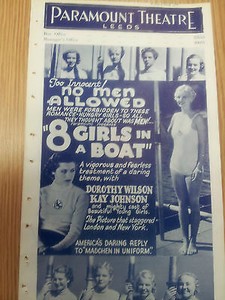 PARAMOUNT THEATRE
LEEDS
Too Innocent!
no men
ALLOWED
MEN WERE FORBIDDEN TO THESE
ROMANCE-HUNGRY GIRLS - SO ALL
THEY THOUGHT ABOUT WAS MEN
"8 GIRLS IN
A BOAT"
A vigorous and fearless
treatment of a daring
theme, with
DOROTHY WILSON
KAY JOHNSON
and mighty cast of
beautiful young Girls.
The Picture that staggered
London and New York.
AMERICA'S DARING REPLY
TO "MADCHEN IN UNIFORM"